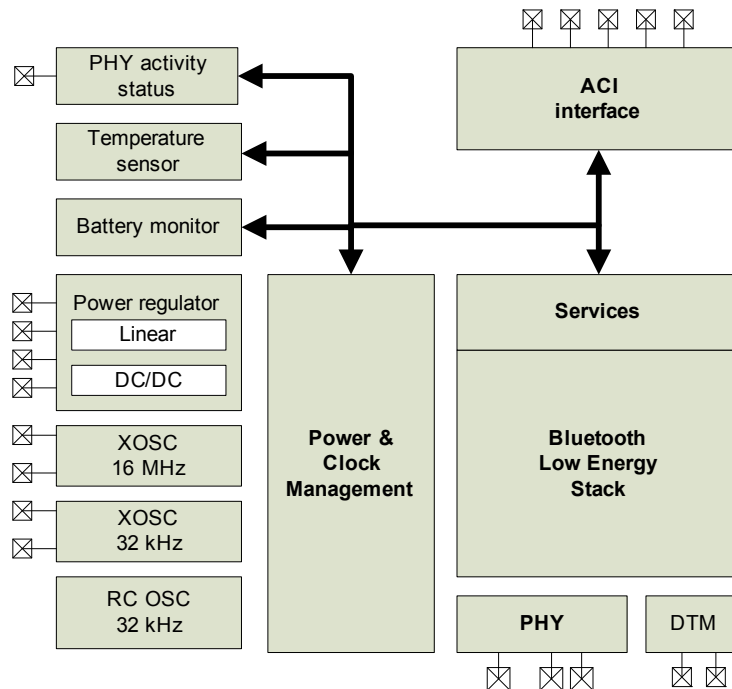 PHY activity
status
ACI
interface
Temperature
sensor
Battery monitor
Power regulator
Linear
DC/DC
Services
XOSC
16 MHz
Power &
Clock
Management
Bluetooth
Low Energy
Stack
XOSC
32 kHz
RC OSC
32 kHz
PHY
DTM